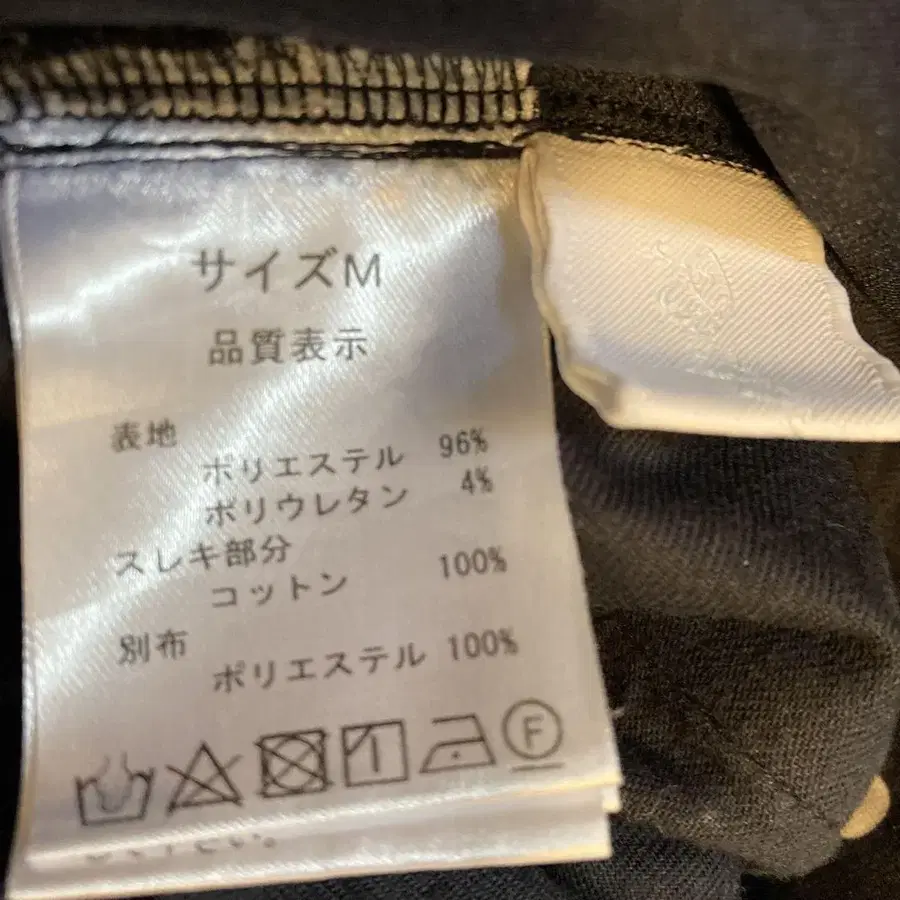 サイズM
品質表示
表地
ポリエステル 96%
ポリウレタン 4%
スレキ部分
コットン 100%
別布
ポリエステル 100%
F